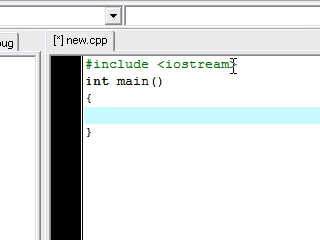 bug
[*] new.cpp
#include <iostream>
int main()
{
}